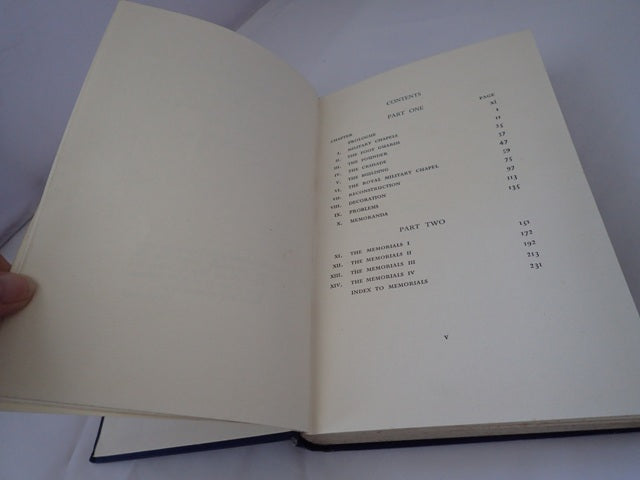 CONTENTS
PART ONE
CHAPTER PAGE
PROLOGUE XI
I. MILITARY CHAPELS 1
II. THE FOOT GUARDS 11
III. THE FOUNDER 25
IV. THE CRUSADE 37
V. THE BUILDING 47
VI. THE ROYAL MILITARY CHAPEL 59
VII. RECONSTRUCTION 75
VIII. DECORATION 97
IX. PROBLEMS 113
X. MEMORANDA 135
PART TWO
XI. THE MEMORIALS I 151
XII. THE MEMORIALS II 172
XIII. THE MEMORIALS III 192
XIV. THE MEMORIALS IV 213
INDEX TO MEMORIALS 231
V